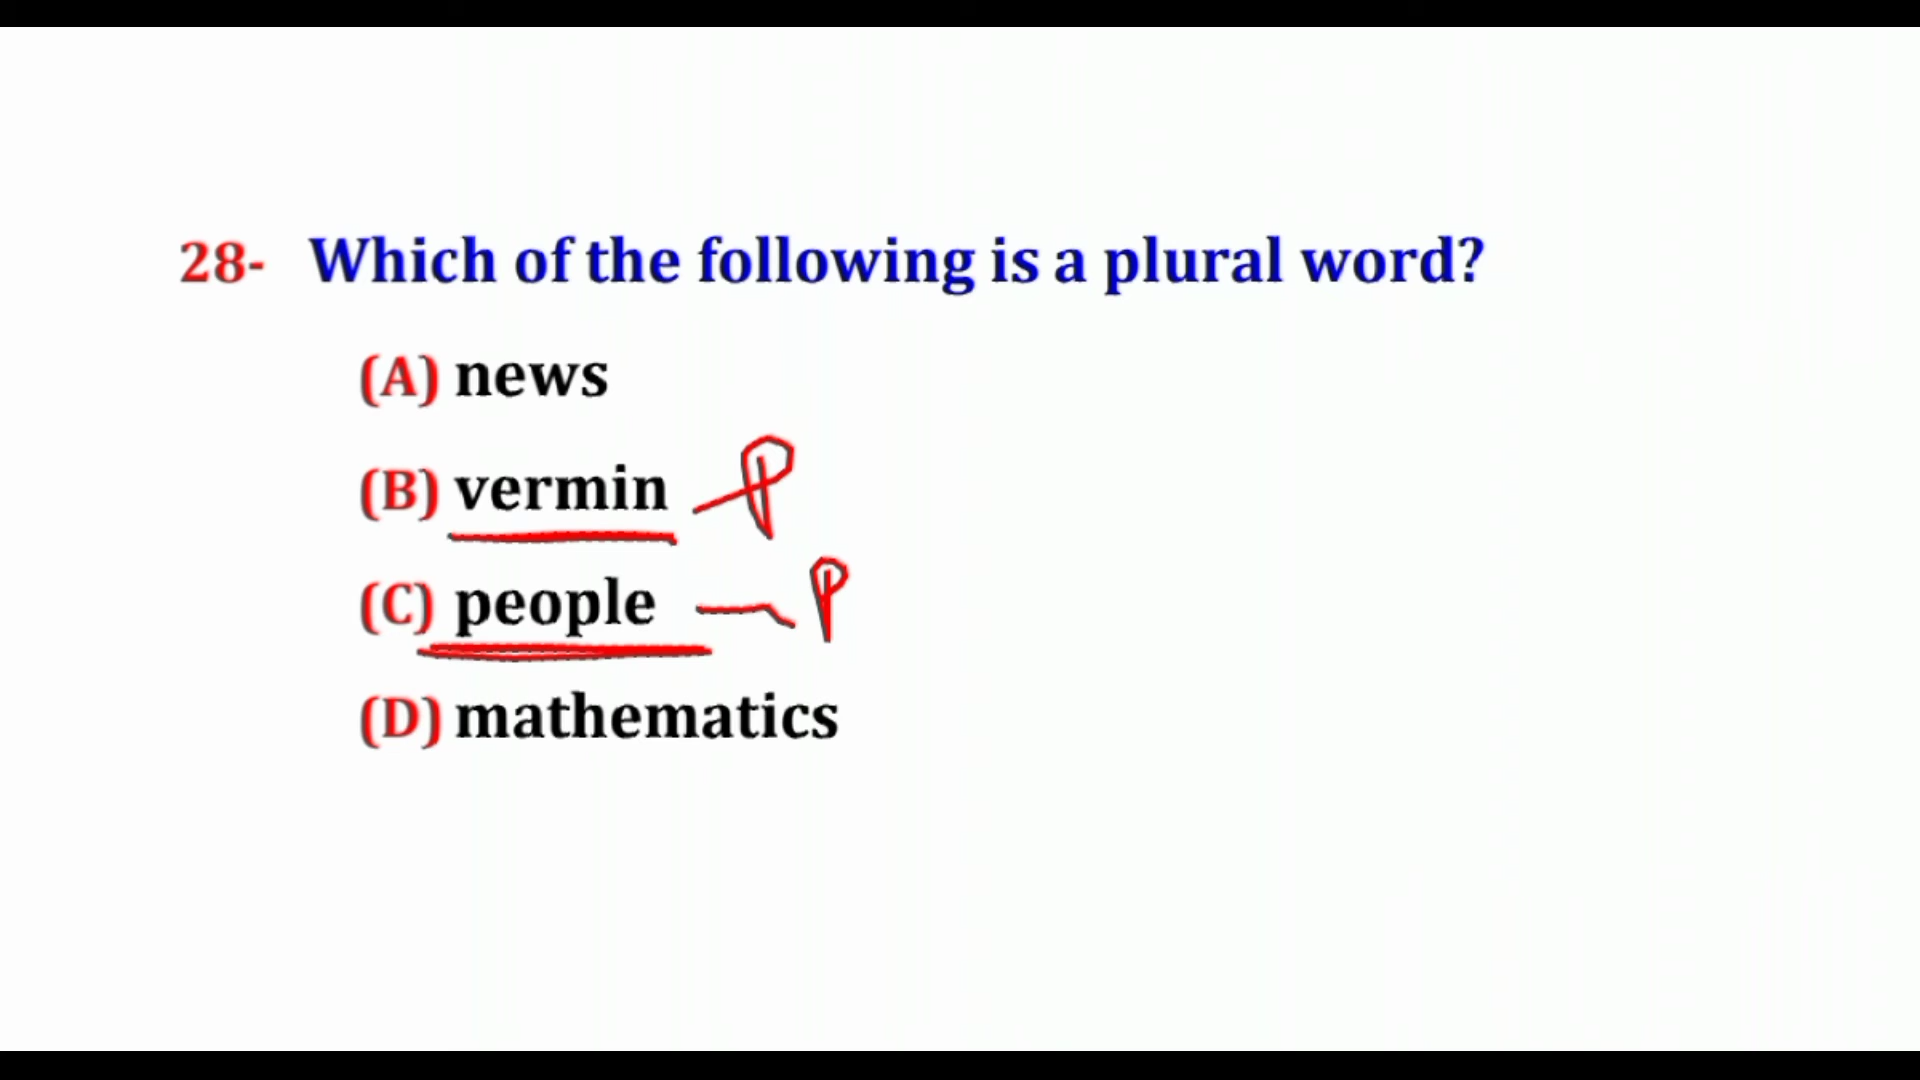 28- Which of the following is a plural word?
(A) news
(B) vermin P
(C) people P
(D) mathematics